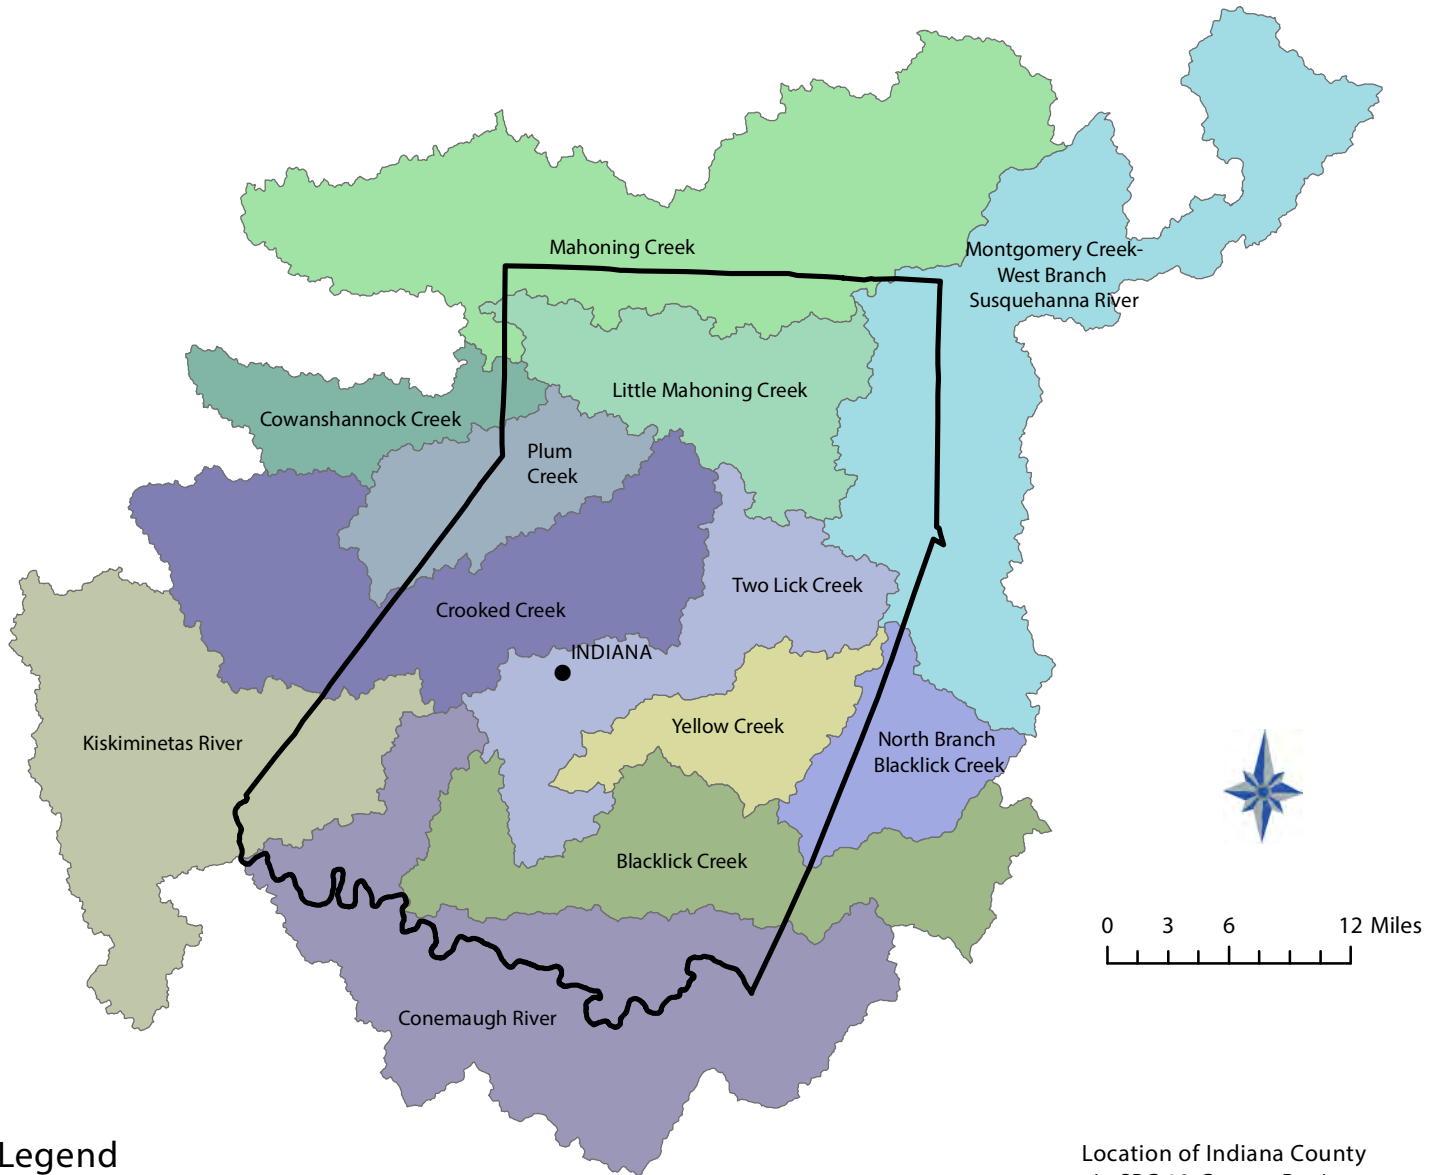 Mahoning Creek
Montgomery Creek-
West Branch
Susquehanna River
Little Mahoning Creek
Cowanshannock Creek
Plum
Creek
Two Lick Creek
Crooked Creek
INDIANA
Yellow Creek
Kiskiminetas River
North Branch
Blacklick Creek
Blacklick Creek
0 3 6 12 Miles
Conemaugh River
Legend
Location of Indiana County